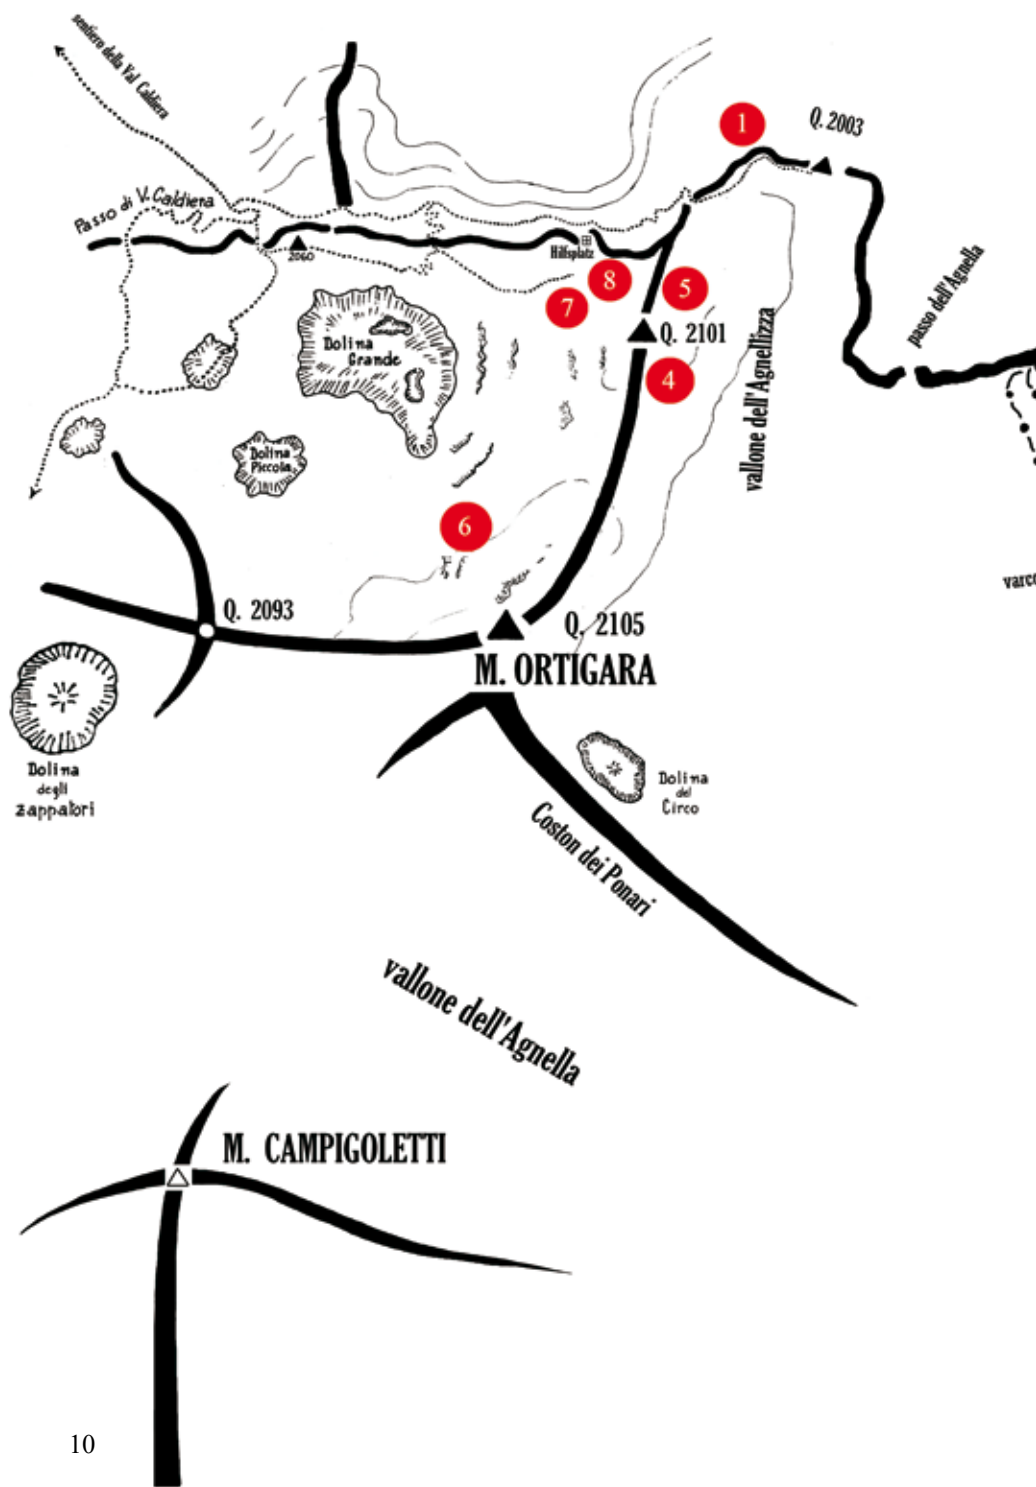 sentiero della Val Caldiera
1
Q. 2003
Passo di V. Caldiera
2060
Hilfsplatz
8
5
7
Q. 2101
4
passo dell'Agnella
vallone dell'Agnellizza
Dolina
Grande
Dolina
Piccola
6
Q. 2093
Q. 2105
M. ORTIGARA
Dolina
degli
Zappatori
Dolina
del
Circo
Coston dei Ponari
vallone dell'Agnella
M. CAMPIGOLETTI
10